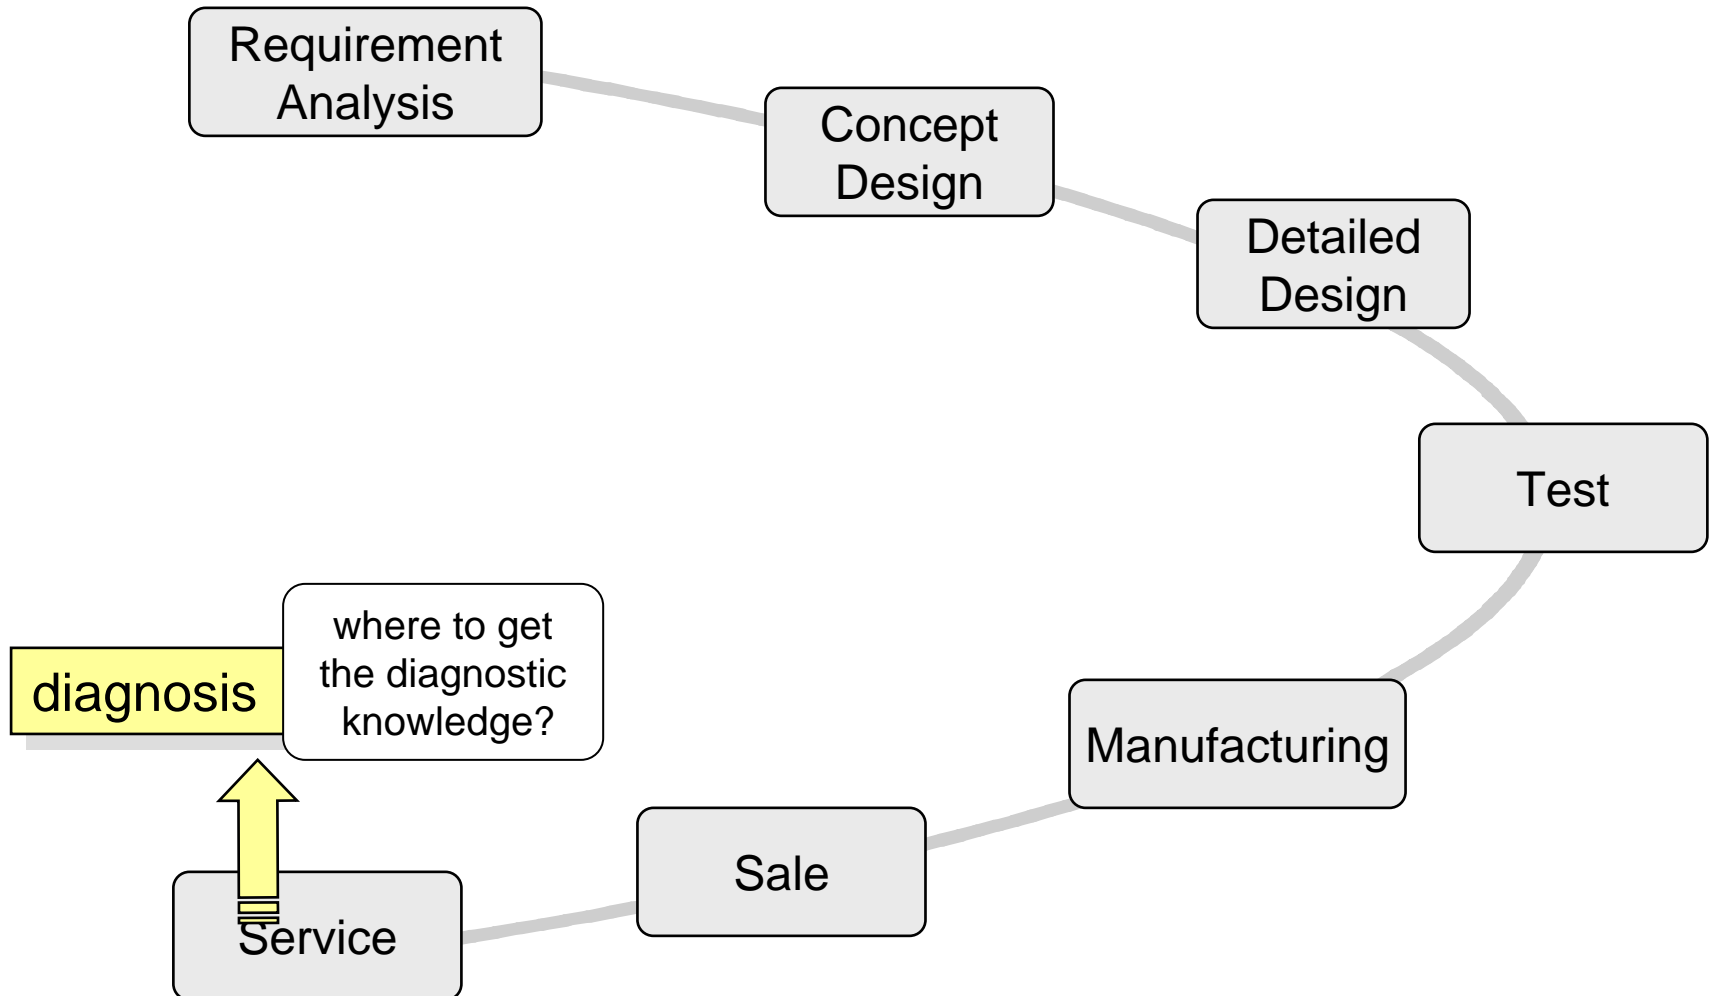 Requirement
Analysis
Concept
Design
Detailed
Design
Test
where to get
the diagnostic
knowledge?
diagnosis
Manufacturing
Sale
Service